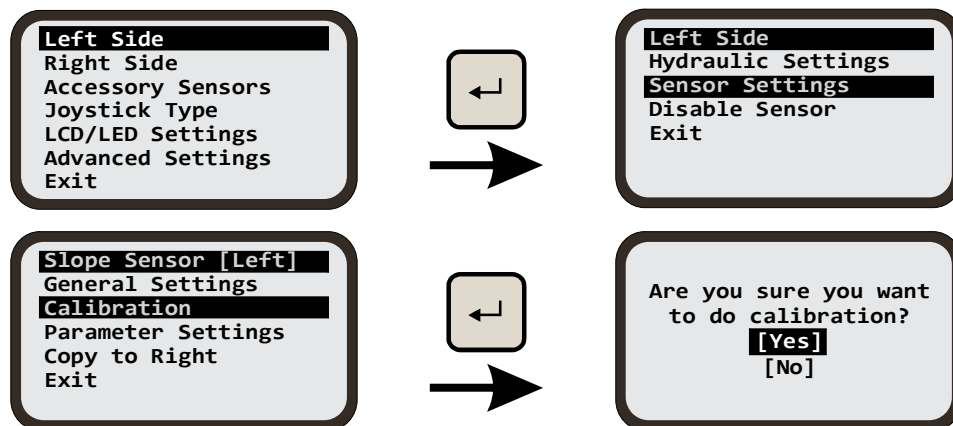 Left Side
Right Side
Accessory Sensors
Joystick Type
LCD/LED Settings
Advanced Settings
Exit
Left Side
Hydraulic Settings
Sensor Settings
Disable Sensor
Exit
Slope Sensor [Left]
General Settings
Calibration
Parameter Settings
Copy to Right
Exit
Are you sure you want
to do calibration?
[Yes]
[No]